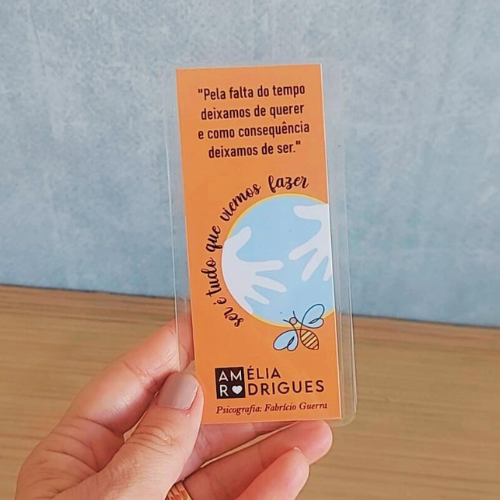 "Pela falta do tempo
deixamos de querer
e como consequência
deixamos de ser."
ser é tudo que viemos fazer
AMÉLIA
RODRIGUES
Psicografia: Fabrício Guerra